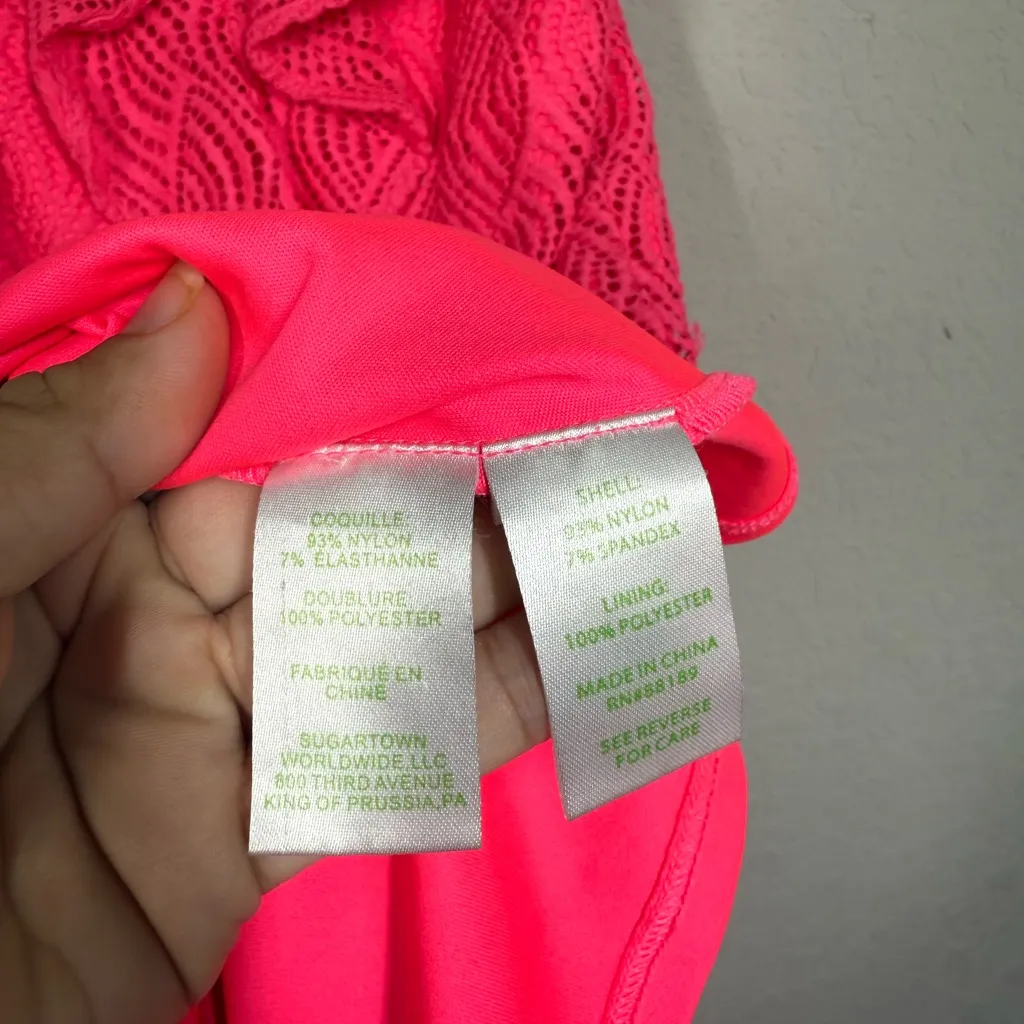 COQUILLE:
93% NYLON
7% ÉLASTHANNE
DOUBLURE:
100% POLYESTER
FABRIQUÉ EN
CHINE
SUGARTOWN
WORLDWIDE, LLC
800 THIRD AVENUE
KING OF PRUSSIA, PA
SHELL:
93% NYLON
7% SPANDEX
LINING:
100% POLYESTER
MADE IN CHINA
RN#88189
SEE REVERSE
FOR CARE